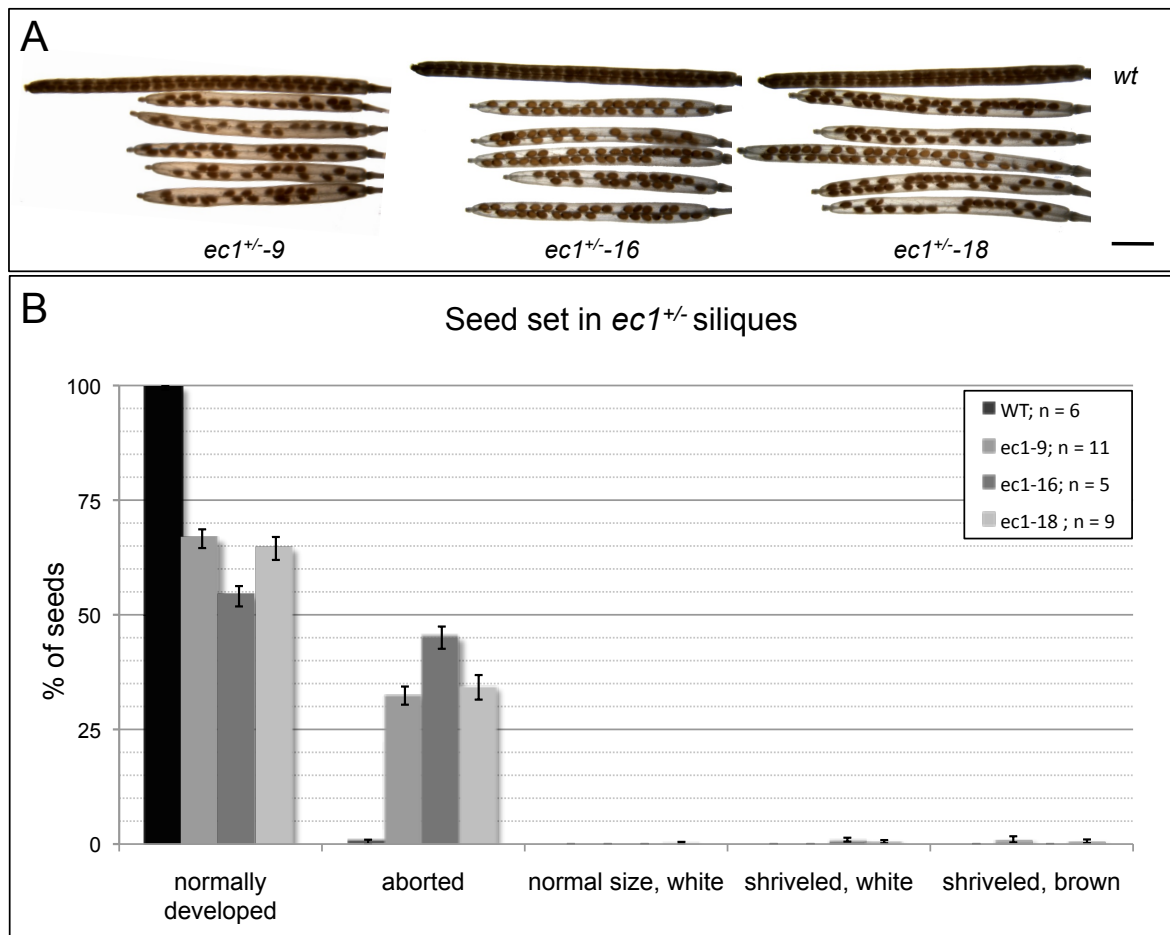 A
wt
ec1+/--9
ec1+/--16
ec1+/--18
B
Seed set in ec1+/- siliques
100
75
50
25
0
% of seeds
WT; n = 6
ec1-9; n = 11
ec1-16; n = 5
ec1-18 ; n = 9
normally
developed
aborted
normal size, white
shriveled, white
shriveled, brown